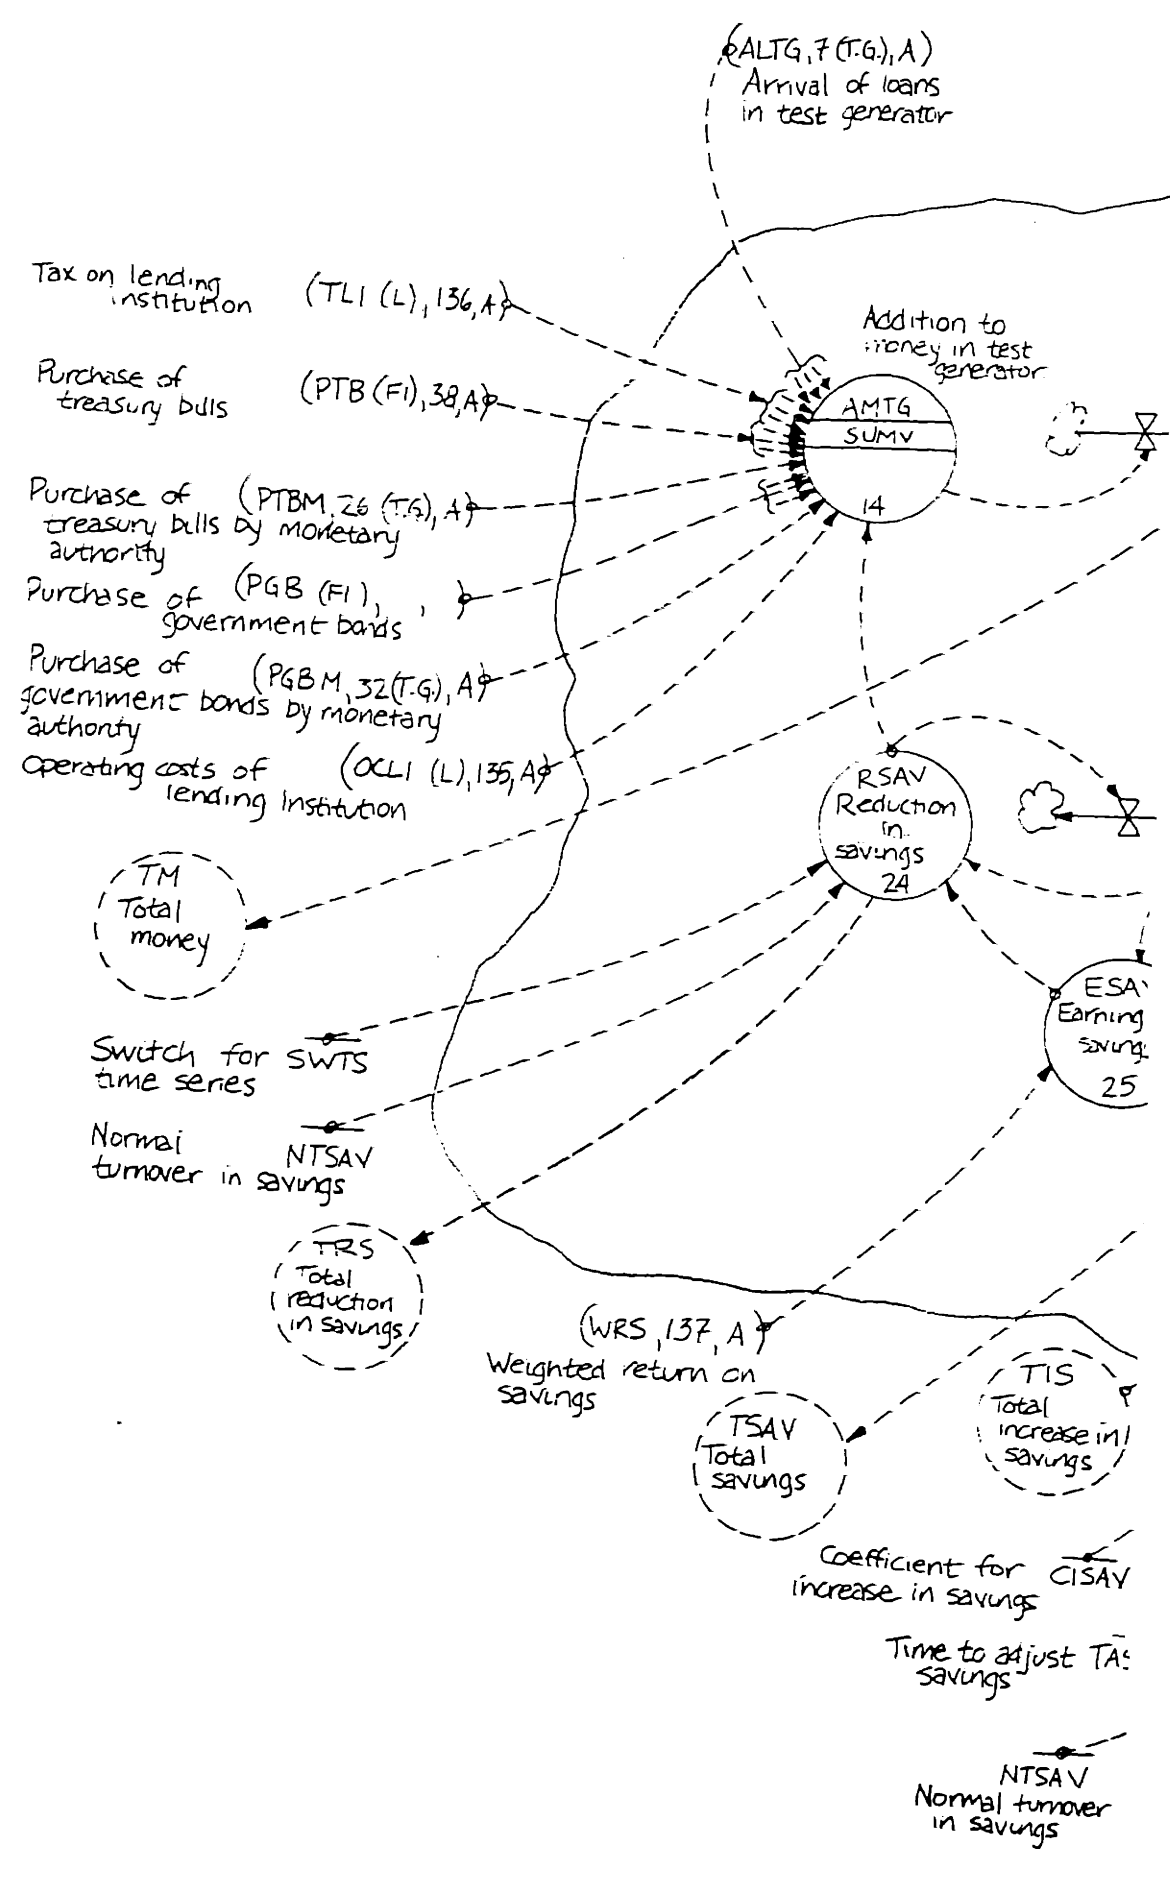 (ALTG, 7 (T.G.), A)
Arrival of loans
in test generator
Tax on lending
institution
(TLI (L), 136, A)
Addition to
money in test
generator
Purchase of
treasury bills
(PTB (FI), 38, A)
AMTG
SUMV
14
Purchase of
treasury bills by monetary
authority
(PTBM, 26 (T.G), A)
Purchase of
government bonds
(PGB (FI), , )
Purchase of
government bonds by monetary
authority
(PGBM, 32 (T.G.), A)
Operating costs of
lending institution
(OCLI (L), 135, A)
RSAV
Reduction
in
savings
24
TM
Total
money
ESA
Earning
saving
25
Switch for
time series
SWTS
Normal
turnover in savings
NTSAV
TRS
Total
reduction
in savings
(WRS, 137, A)
Weighted return on
savings
TIS
Total
increase in
savings
TSAV
Total
savings
Coefficient for
increase in savings
CISAV
Time to adjust
savings
TAS
NTSAV
Normal turnover
in savings